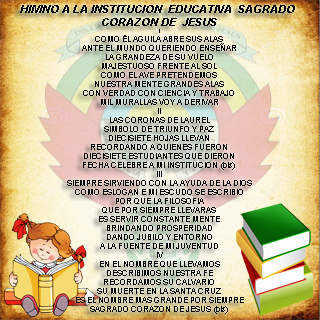 HIMNO A LA INSTITUCION EDUCATIVA SAGRADO
CORAZON DE JESUS
I
COMO EL AGUILA ABRE SUS ALAS
ANTE EL MUNDO QUERIENDO ENSEÑAR
LA GRANDEZA DE SU VUELO
MAJESTUOSO FRENTE AL SOL
COMO EL AVE PRETENDEMOS
NUESTRA MENTE GRANDES ALAS
CON VERDAD CON CIENCIA Y TRABAJO
MIL MURALLAS VOY A DERIVAR
II
LAS CORONAS DE LAUREL
SIMBOLO DE TRIUNFO Y PAZ
DIECISIETE HOJAS LLEVAN
RECORDANDO A QUIENES FUERON
DIECISIETE ESTUDIANTES QUE DIERON
FECHA CELEBRE A MI INSTITUCION (bis)
III
SIEMPRE SIRVIENDO CON LA AYUDA DE LA DIOS
COMO ESLOGAN E MI ESCUDO SE ESCRIBIO
POR QUE LA FILOSOFIA
QUE POR SIEMPRE LLEVARAS
ES SERVIR CONSTANTEMENTE
BRINDANDO PROSPERIDAD
DANDO JUBILO Y ENTORNO
A LA FUENTE DE MI JUVENTUD
IV
EN EL NOMBRE QUE LLEVAMOS
DESCRIBIMOS NUESTRA FE
RECORDAMOS SU CALVARIO
SU MUERTE EN LA SANTA CRUZ
ES EL NOMBRE MAS GRANDE POR SIEMPRE
SAGRADO CORAZON DE JESUS (bis)